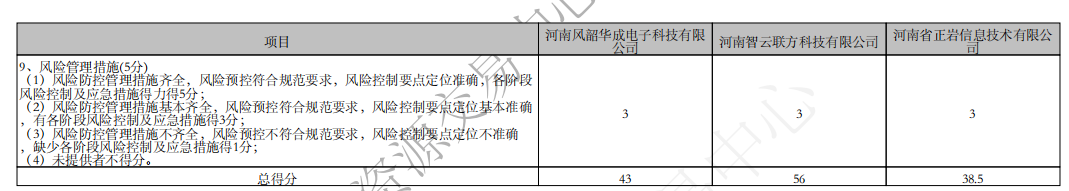 项目
河南风韶华成电子科技有限
公司
河南智云联方科技有限公司
河南省正岩信息技术有限公
司
9、风险管理措施(5分)
（1）风险防控管理措施齐全，风险预控符合规范要求，风险控制要点定位准确，各阶段
风险控制及应急措施得力得5分；
（2）风险防控管理措施基本齐全，风险预控符合规范要求，风险控制要点定位基本准确
，有各阶段风险控制及应急措施得3分；
（3）风险防控管理措施不齐全，风险预控不符合规范要求，风险控制要点定位不准确
，缺少各阶段风险控制及应急措施得1分；
（4）未提供者不得分。
3
3
3
总得分
43
56
38.5
资源交易中心
易中心